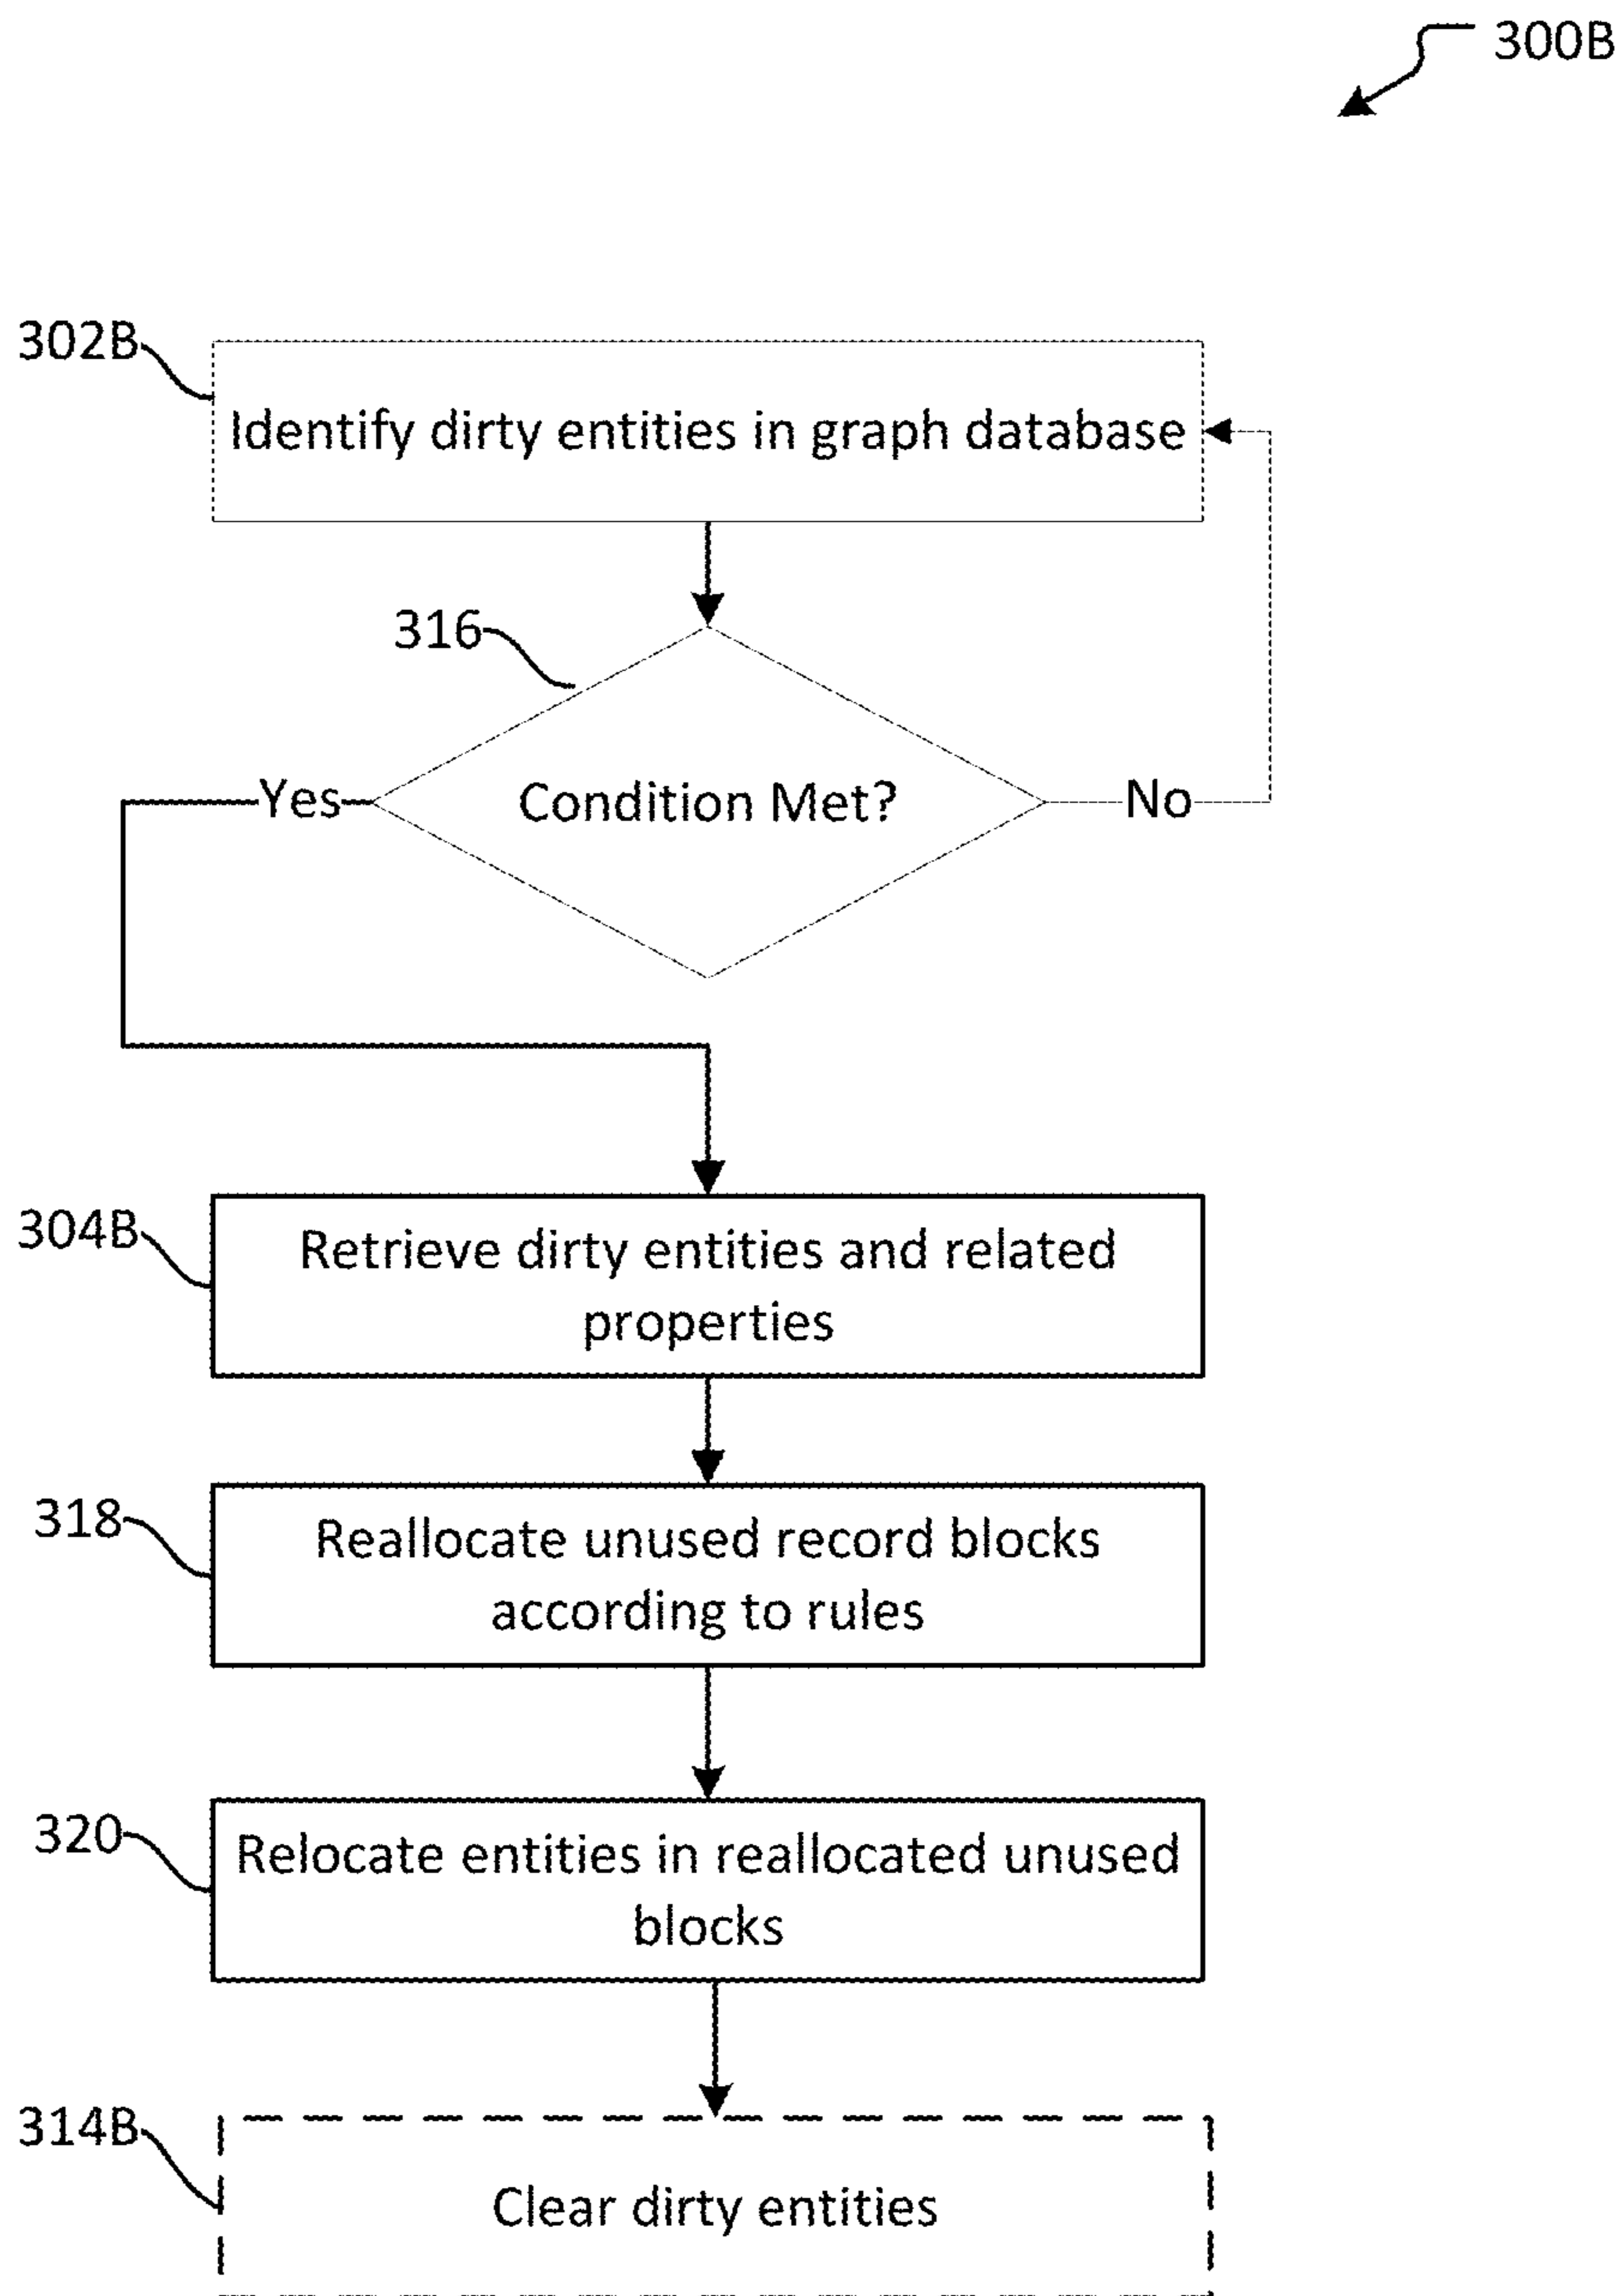 300B
302B
Identify dirty entities in graph database
316
Yes
Condition Met?
No
304B
Retrieve dirty entities and related
properties
318
Reallocate unused record blocks
according to rules
320
Relocate entities in reallocated unused
blocks
314B
Clear dirty entities